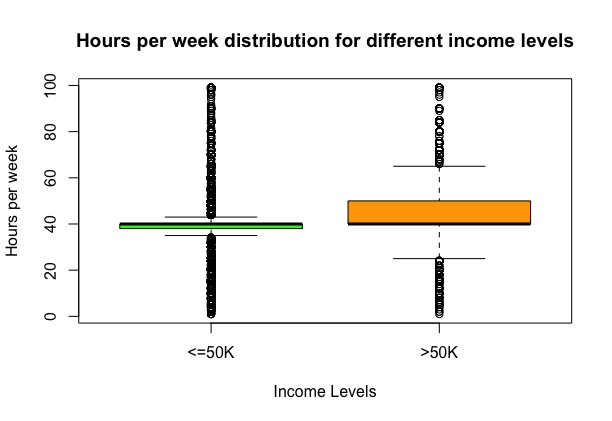 Hours per week distribution for different income levels
Hours per week
100
80
60
40
20
0
<=50K
>50K
Income Levels